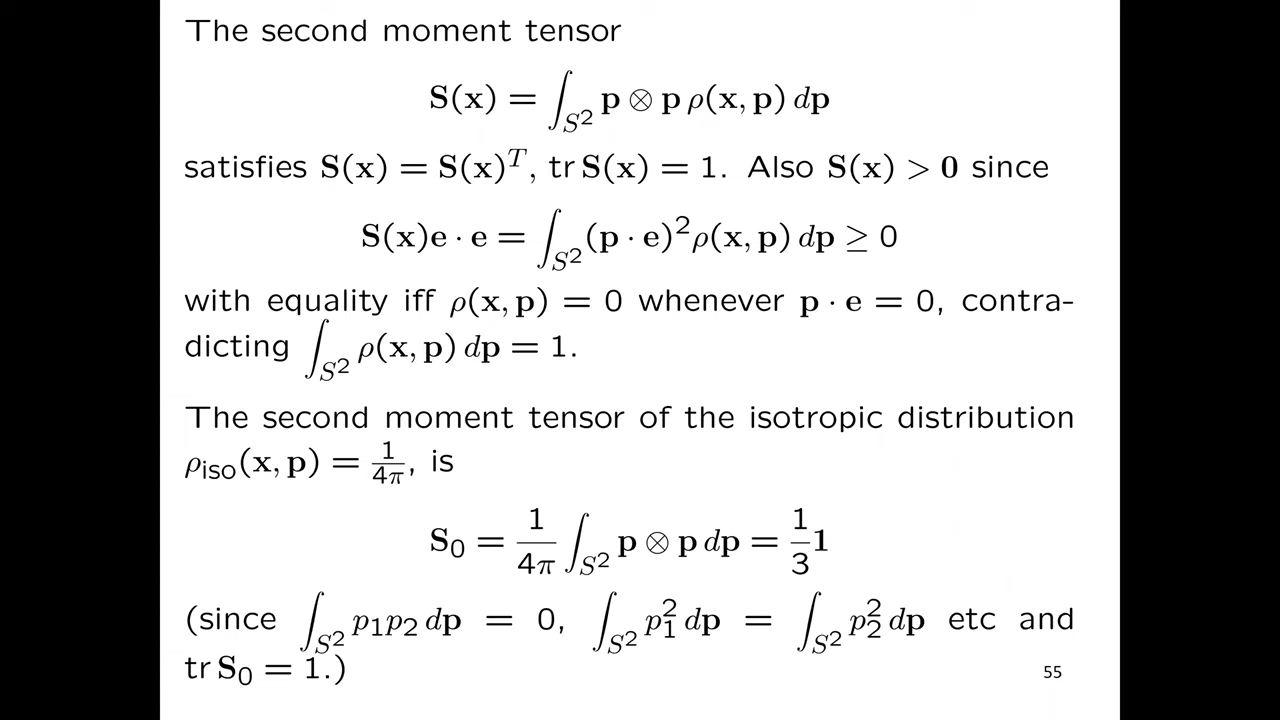 The second moment tensor
S(x) = ∫_{S²} p ⊗ p ρ(x, p) dp
satisfies S(x) = S(x)ᵀ, tr S(x) = 1. Also S(x) > 0 since
S(x)e · e = ∫_{S²} (p · e)² ρ(x, p) dp ≥ 0
with equality iff ρ(x, p) = 0 whenever p · e = 0, contra-
dicting ∫_{S²} ρ(x, p) dp = 1.
The second moment tensor of the isotropic distribution
ρ_iso(x, p) = 1/4π, is
S₀ = 1/4π ∫_{S²} p ⊗ p dp = 1/3 1
(since ∫_{S²} p₁p₂ dp = 0, ∫_{S²} p₁² dp = ∫_{S²} p₂² dp etc and
tr S₀ = 1.)
55